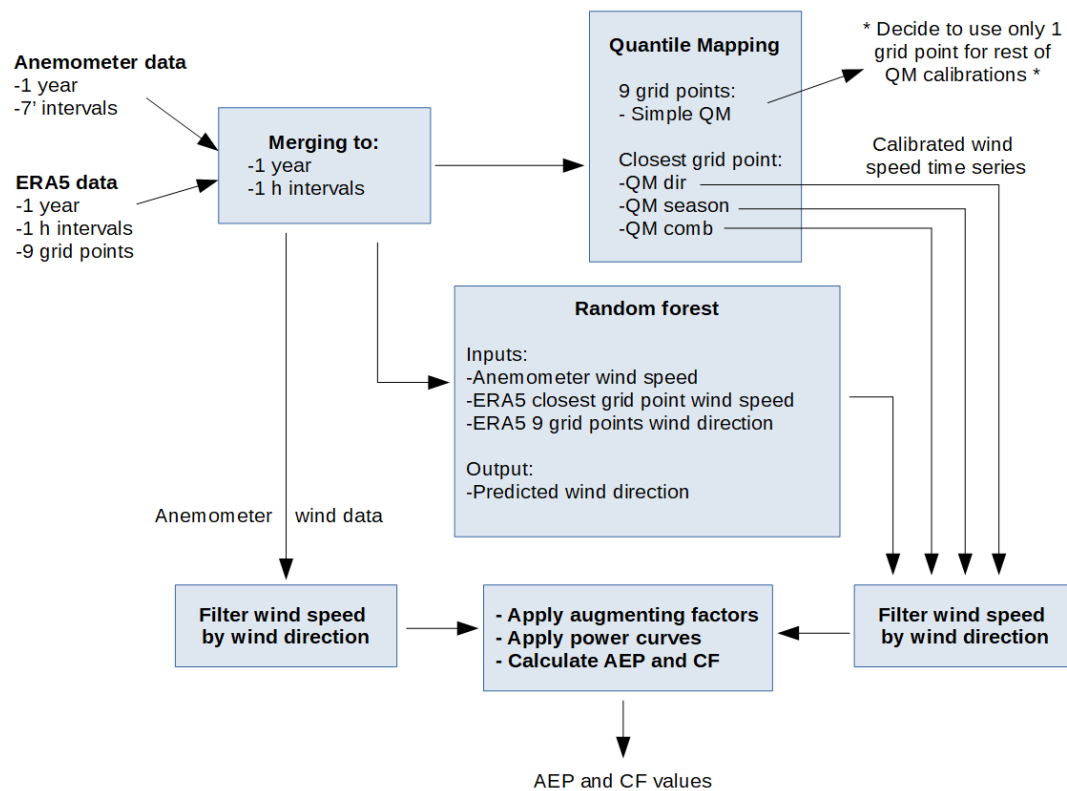 Anemometer data
-1 year
-7' intervals
ERA5 data
-1 year
-1 h intervals
-9 grid points
Merging to:
-1 year
-1 h intervals
Quantile Mapping
9 grid points:
- Simple QM
Closest grid point:
-QM dir
-QM season
-QM comb
* Decide to use only 1
grid point for rest of
QM calibrations *
Calibrated wind
speed time series
Random forest
Inputs:
-Anemometer wind speed
-ERA5 closest grid point wind speed
-ERA5 9 grid points wind direction
Output:
-Predicted wind direction
Anemometer wind data
Filter wind speed
by wind direction
- Apply augmenting factors
- Apply power curves
- Calculate AEP and CF
Filter wind speed
by wind direction
AEP and CF values